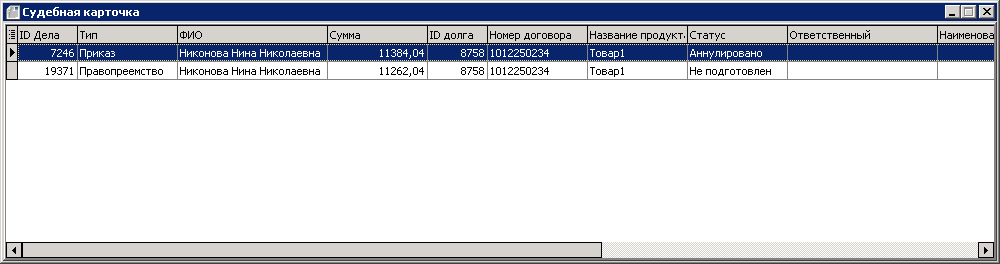 Судебная карточка
ID Дела Тип ФИО Сумма ID долга Номер договора Название продукт. Статус Ответственный Наименова
7246 Приказ Никонова Нина Николаевна 11384,04 8758 1012250234 Товар1 Аннулировано
19371 Правопреемство Никонова Нина Николаевна 11262,04 8758 1012250234 Товар1 Не подготовлен